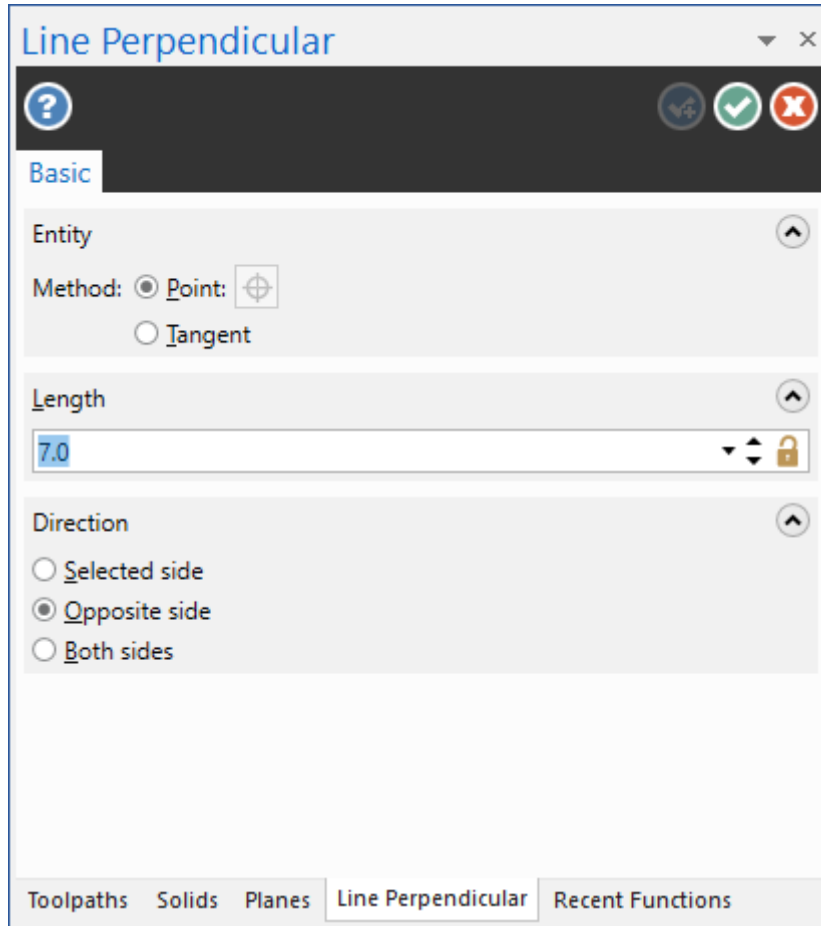 Line Perpendicular
Basic
Entity
Method: Point:
Tangent
Length
7.0
Direction
Selected side
Opposite side
Both sides
Toolpaths Solids Planes Line Perpendicular Recent Functions